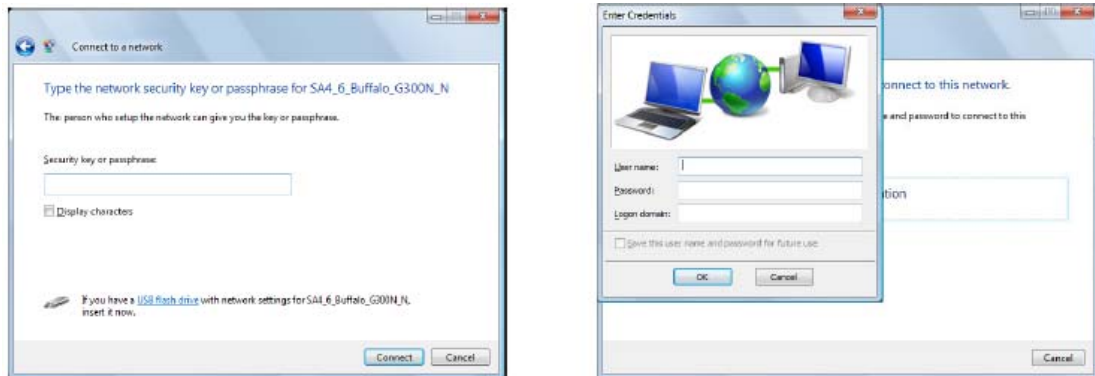 Connect to a network
Type the network security key or passphrase for SA4_6_Buffalo_G300N_N
The person who setup the network can give you the key or passphrase.
Security key or passphrase:
Display characters
If you have a USB flash drive with network settings for SA4_6_Buffalo_G300N_N,
insert it now.
Connect
Cancel
Enter Credentials
User name:
Password:
Logon domain:
Save this user name and password for future use
OK
Cancel
onnect to this network.
e and password to connect to this
ation
Cancel